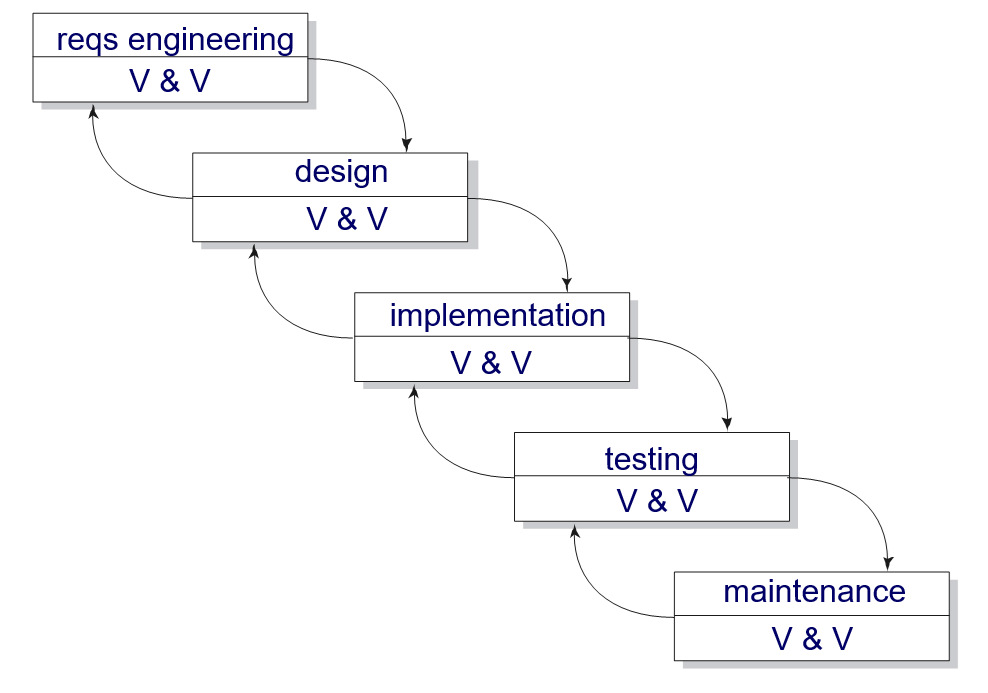 reqs engineering
V & V
design
V & V
implementation
V & V
testing
V & V
maintenance
V & V